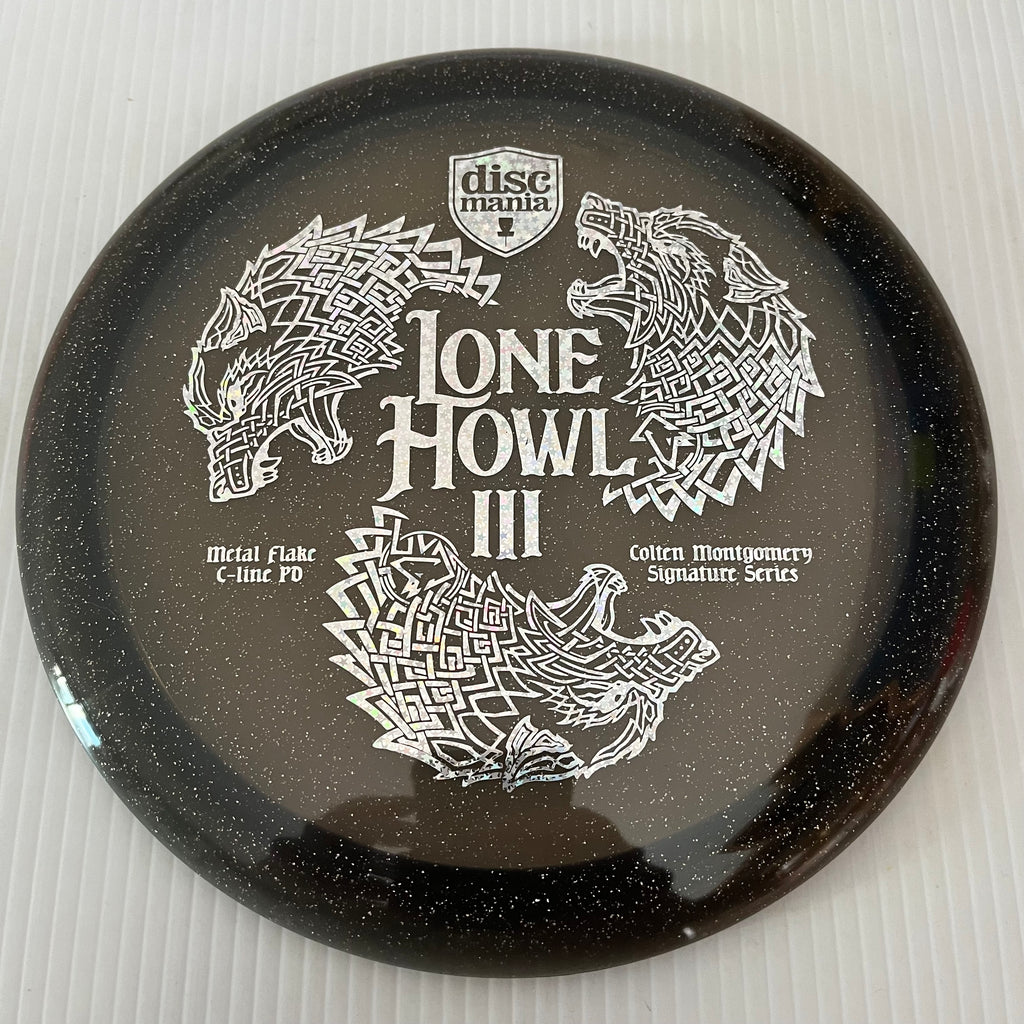 disc
mania
LONE
HOWL
III
Metal Flake
C-line PD
Colten Montgomery
Signature Series